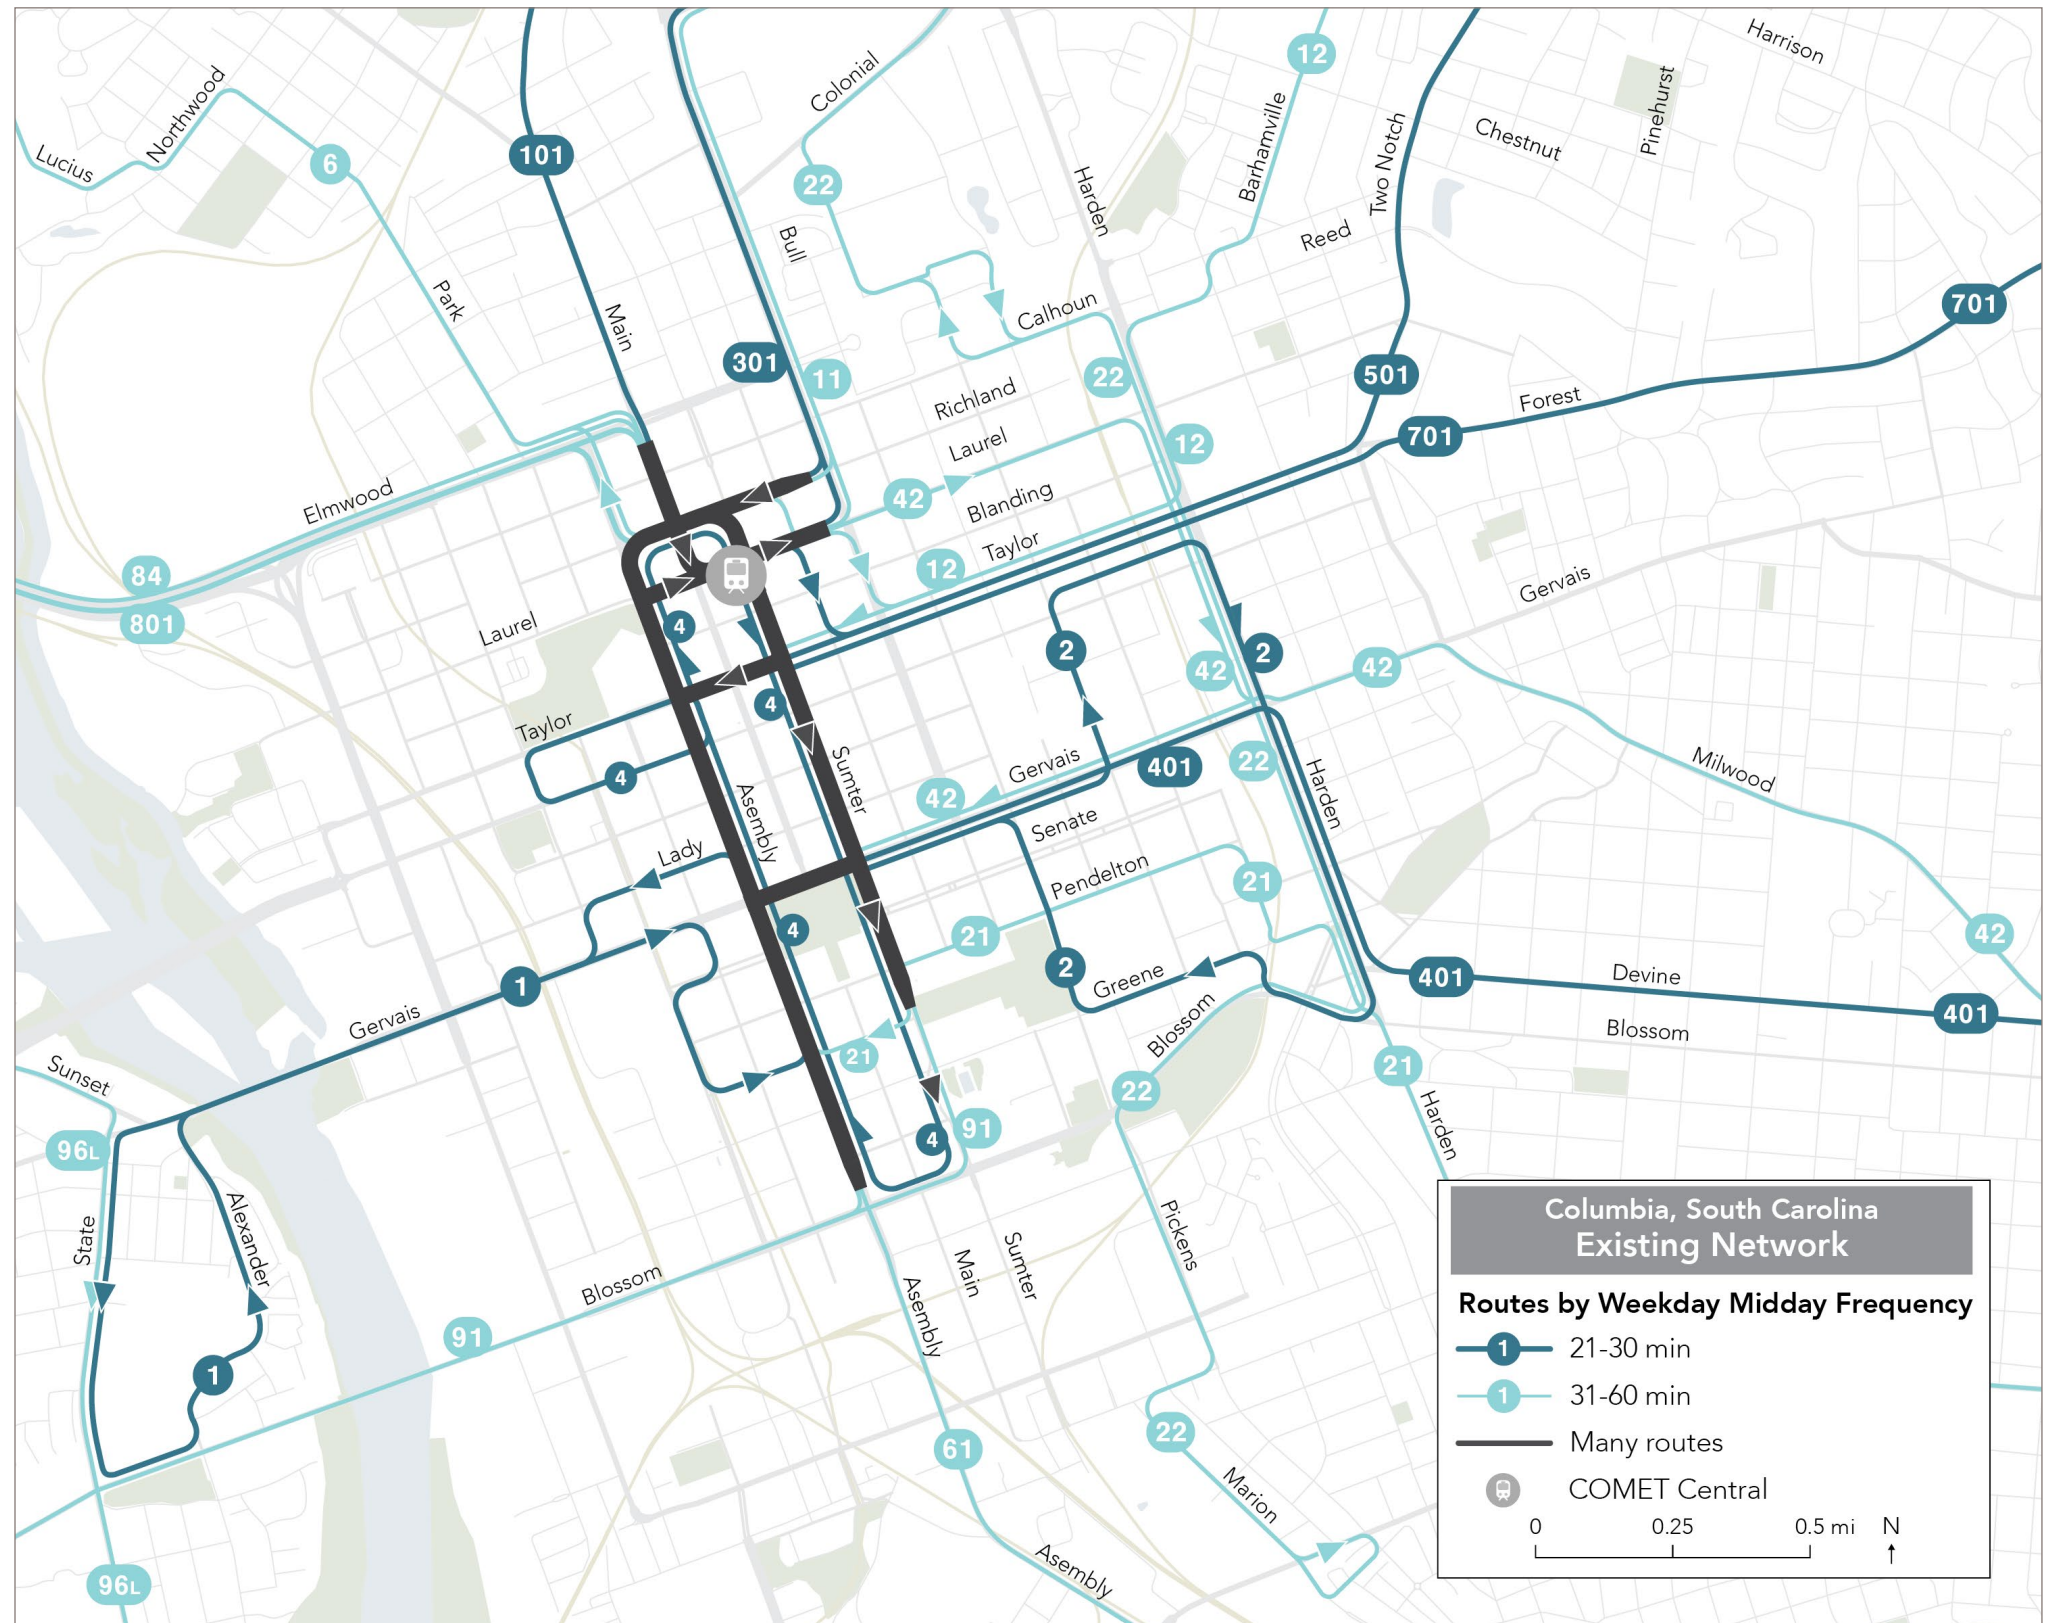 Harrison
12
Colonial
Northwood
Pinehurst
Barhamville
Chestnut
Two Notch
Lucius
6
101
22
Harden
Bull
Reed
Park
Main
701
Calhoun
301
11
22
501
Richland
Forest
701
Laurel
12
Elmwood
42
Blanding
Taylor
84
12
Gervais
801
Laurel
4
2
2
42
42
4
Taylor
Sumter
Gervais
401
22
Milwood
4
42
Asembly
Harden
Senate
Lady
Pendelton
21
4
21
42
2
Greene
401
Devine
1
Gervais
Blossom
401
Blossom
21
21
Sunset
22
91
4
Harden
96L
Alexander
State
Pickens
Sumter
Main
Blossom
Asembly
91
1
22
61
Marion
Asembly
96L
Columbia, South Carolina
Existing Network
Routes by Weekday Midday Frequency
1 21-30 min
1 31-60 min
Many routes
COMET Central
0 0.25 0.5 mi N